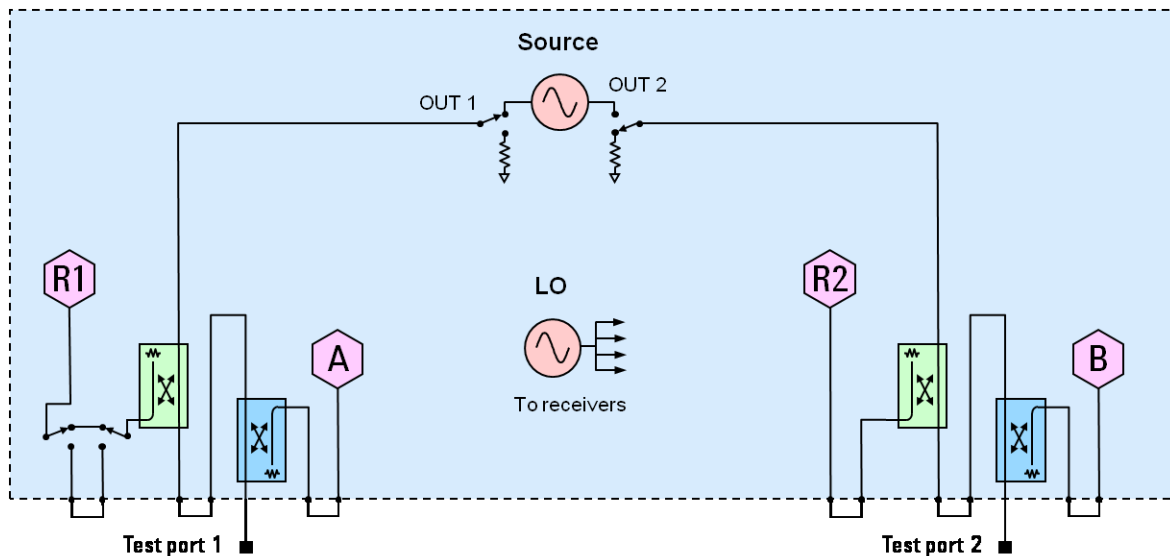 Source
OUT 1
OUT 2
R1
R2
LO
A
B
To receivers
Test port 1
Test port 2